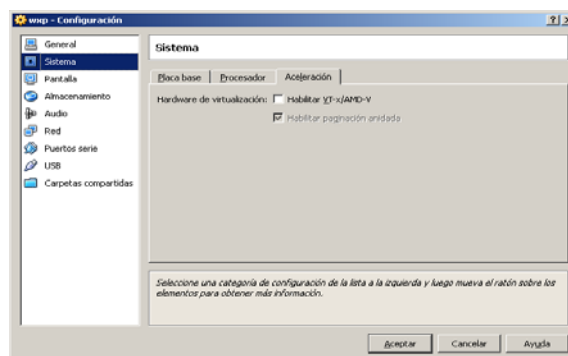 wxp - Configuración
General
Sistema
Pantalla
Almacenamiento
Audio
Red
Puertos serie
USB
Carpetas compartidas
Sistema
Placa base Procesador Aceleración
Hardware de virtualización: Habilitar VT-x/AMD-V
Habilitar paginación anidada
Seleccione una categoría de configuración de la lista a la izquierda y luego mueva el ratón sobre los
elementos para obtener más información.
Aceptar Cancelar Ayuda